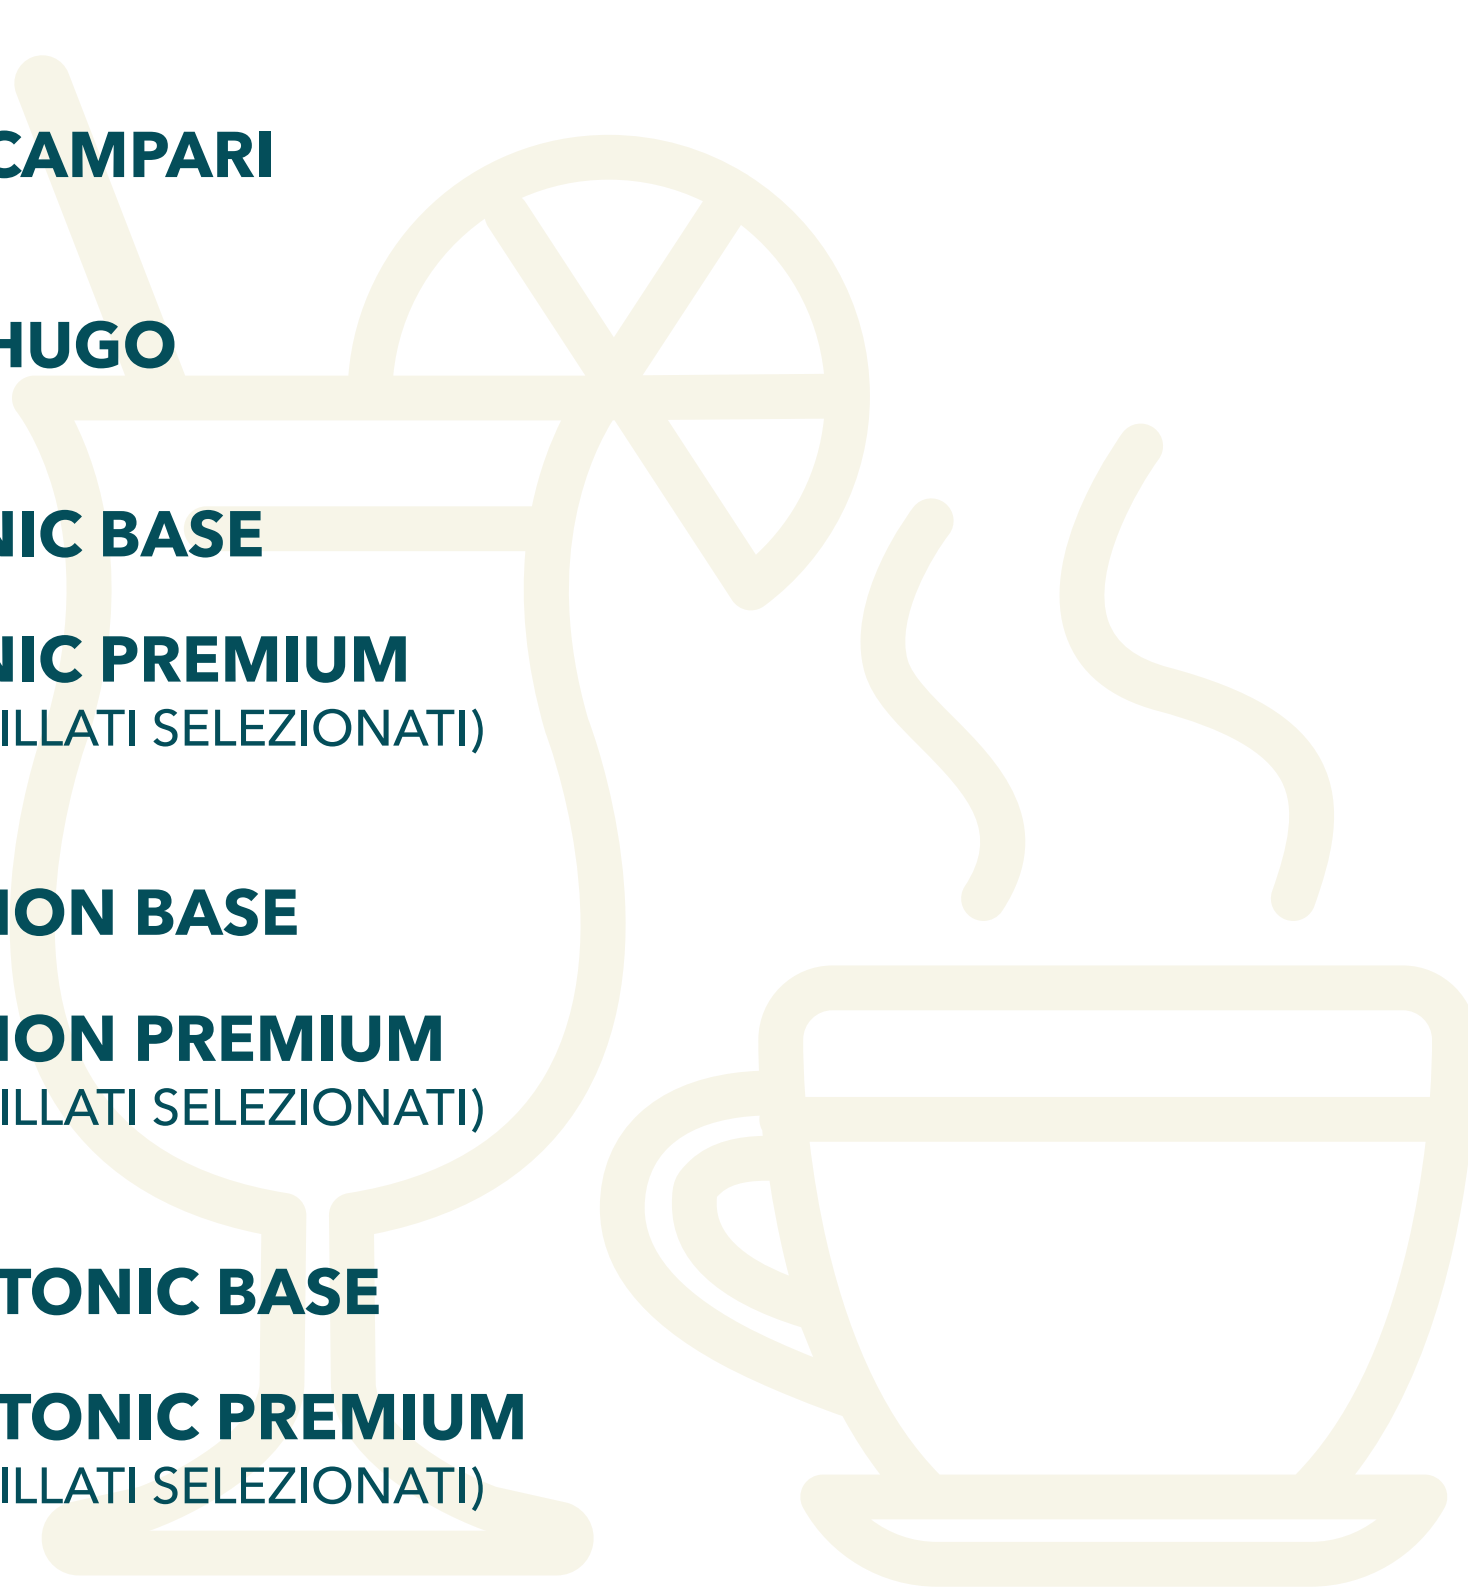 CAMPARI
HUGO
NIC BASE
NIC PREMIUM
ILLATI SELEZIONATI)
ION BASE
ION PREMIUM
ILLATI SELEZIONATI)
TONIC BASE
TONIC PREMIUM
ILLATI SELEZIONATI)